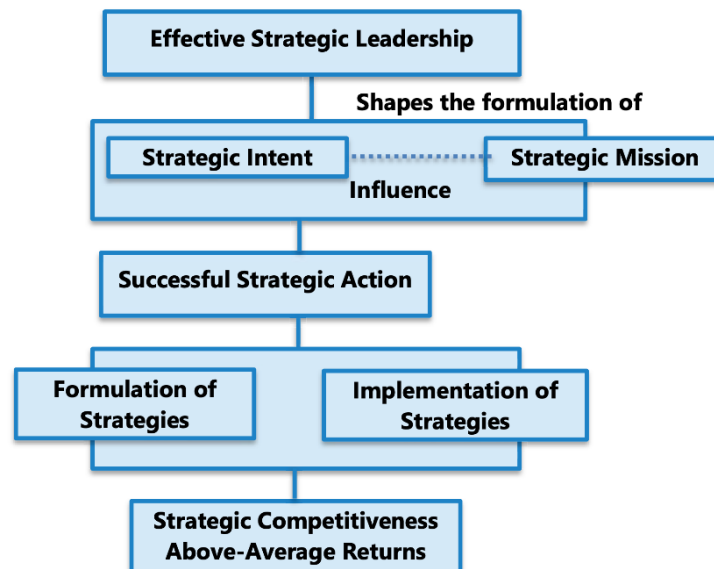 Effective Strategic Leadership
Shapes the formulation of
Strategic Intent
Strategic Mission
Influence
Successful Strategic Action
Formulation of
Strategies
Implementation of
Strategies
Strategic Competitiveness
Above-Average Returns